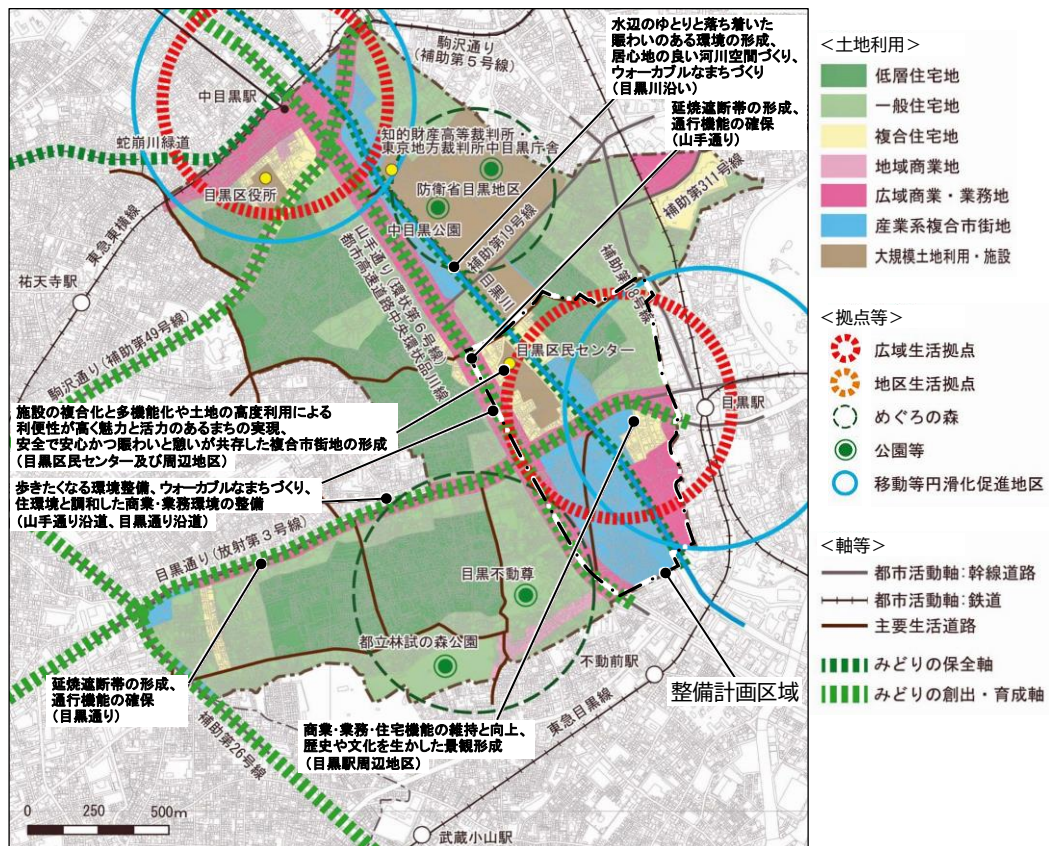 水辺のゆとりと落ち着いた
賑わいのある環境の形成、
居心地の良い河川空間づくり、
ウォーカブルなまちづくり
(目黒川沿い)
延焼遮断帯の形成、
通行機能の確保
(山手通り)
駒沢通り
(補助第5号線)
中目黒駅
蛇崩川緑道
知的財産高等裁判所・
東京地方裁判所中目黒庁舎
目黒区役所
防衛省目黒地区
中目黒公園
補助第311号線
補助第19号線
補助第18号線
東急東横線
祐天寺駅
山手通り(環状第6号線)
都市高速道路中央環状品川線
目黒川
目黒区民センター
駒沢通り(補助第49号線)
目黒駅
施設の複合化と多機能化や土地の高度利用による
利便性が高く魅力と活力のあるまちの実現、
安全で安心かつ賑わいと憩いが共存した複合市街地の形成
(目黒区民センター及び周辺地区)
歩きたくなる環境整備、ウォーカブルなまちづくり、
住環境と調和した商業・業務環境の整備
(山手通り沿道、目黒通り沿道)
目黒通り(放射第3号線)
目黒不動尊
都立林試の森公園
不動前駅
整備計画区域
東急目黒線
延焼遮断帯の形成、
通行機能の確保
(目黒通り)
商業・業務・住宅機能の維持と向上、
歴史や文化を生かした景観形成
(目黒駅周辺地区)
補助第26号線
武蔵小山駅
0 250 500m
<土地利用>
低層住宅地
一般住宅地
複合住宅地
地域商業地
広域商業・業務地
産業系複合市街地
大規模土地利用・施設
<拠点等>
広域生活拠点
地区生活拠点
めぐろの森
公園等
移動等円滑化促進地区
<軸等>
都市活動軸:幹線道路
都市活動軸:鉄道
主要生活道路
みどりの保全軸
みどりの創出・育成軸